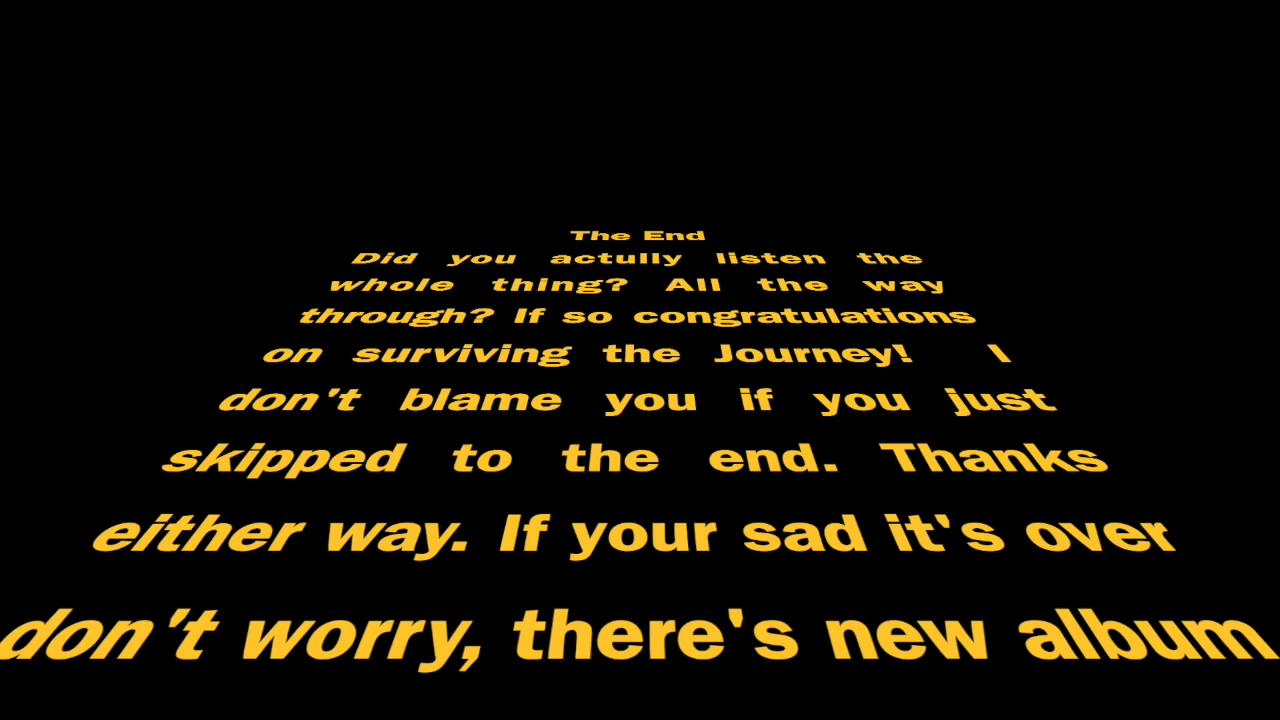 The End
Did you actully listen the
whole thing? All the way
through? If so congratulations
on surviving the Journey! I
don't blame you if you just
skipped to the end. Thanks
either way. If your sad it's over
don't worry, there's new album